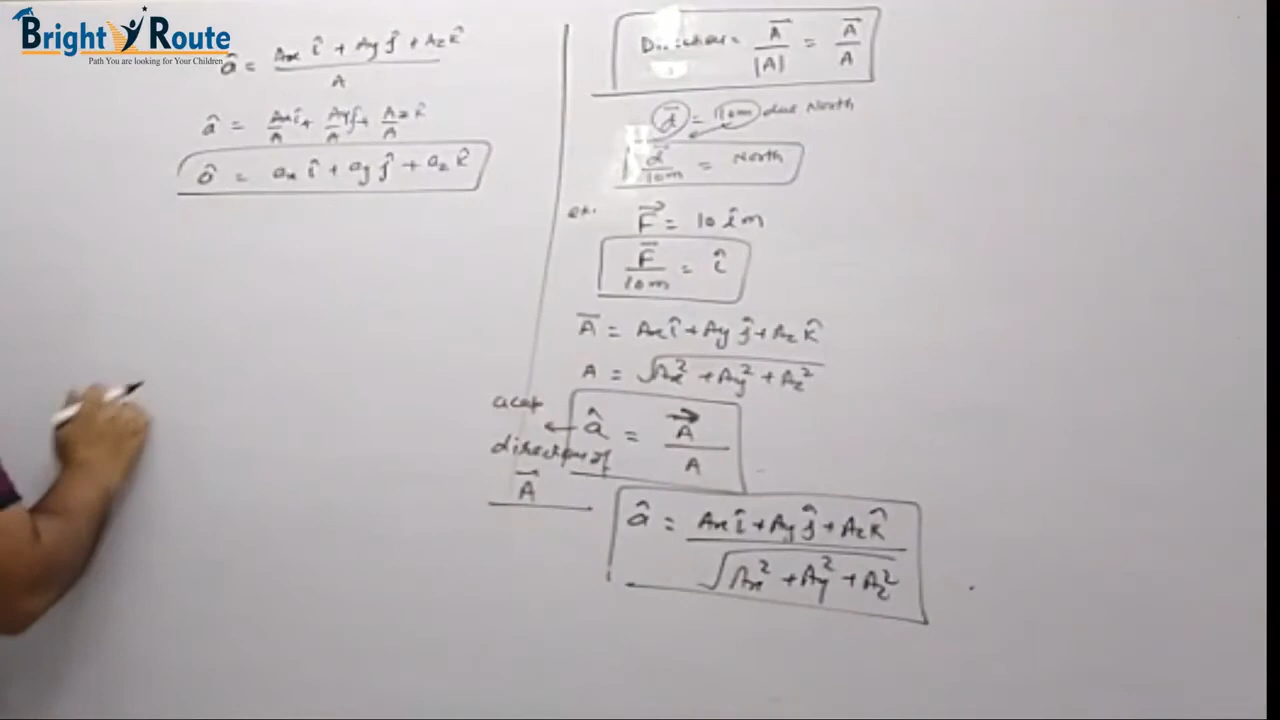 Bright Route
Path You are looking for Your Children
â = Ax î + Ay ĵ + Az k̂ / A
â = Ax î/A + Ay ĵ/A + Az k̂/A
â = ax î + ay ĵ + az k̂
Direction = A⃗ / |A| = A⃗ / A
d⃗ = 10m due North
d⃗ / 10m = North
ex. F⃗ = 10 î m
F⃗ / 10m = î
A⃗ = Ax î + Ay ĵ + Az k̂
A = √Ax² + Ay² + Az²
â = A⃗ / A
direction of
A⃗
â = Ax î + Ay ĵ + Az k̂ / √Ax² + Ay² + Az²